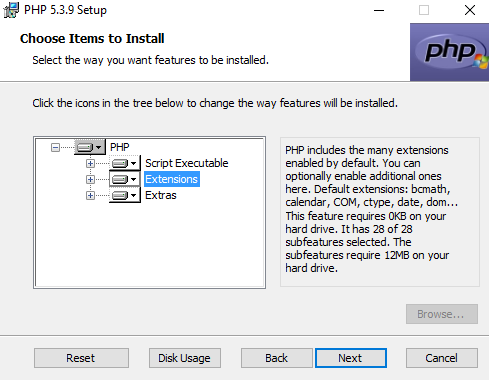 PHP 5.3.9 Setup
Choose Items to Install
Select the way you want features to be installed.
php
Click the icons in the tree below to change the way features will be installed.
PHP
Script Executable
Extensions
Extras
PHP includes the many extensions
enabled by default. You can
optionally enable additional ones
here. Default extensions: bcmath,
calendar, COM, ctype, date, dom...
This feature requires 0KB on your
hard drive. It has 28 of 28
subfeatures selected. The
subfeatures require 12MB on your
hard drive.
Browse...
Reset
Disk Usage
Back
Next
Cancel